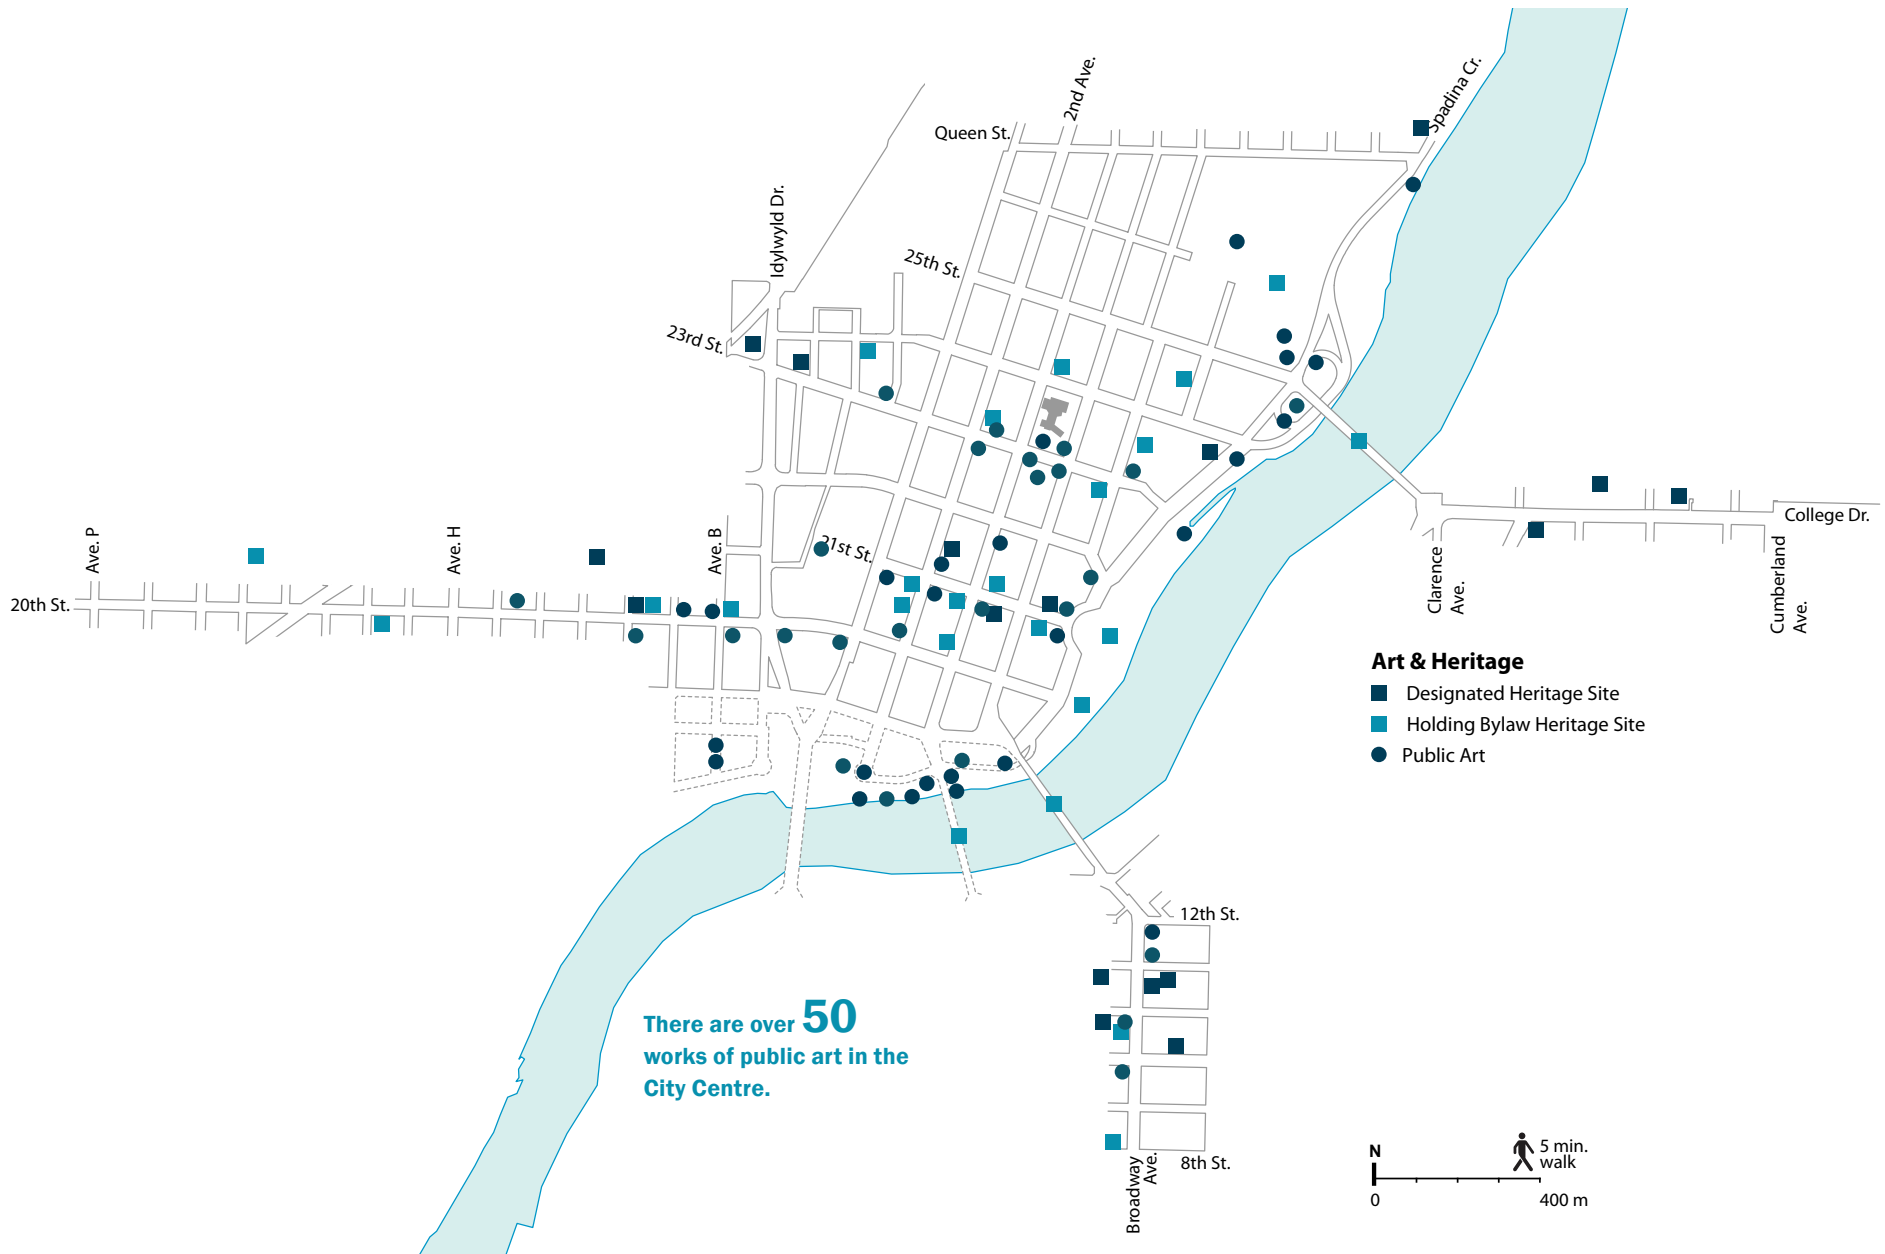 2nd Ave.
Spadina Cr.
Queen St.
Idylwyld Dr.
25th St.
23rd St.
Ave. P
Ave. H
Ave. B
21st St.
20th St.
College Dr.
Clarence
Ave.
Cumberland
Ave.
Art & Heritage
Designated Heritage Site
Holding Bylaw Heritage Site
Public Art
12th St.
There are over 50
works of public art in the
City Centre.
Broadway
Ave.
8th St.
N
5 min.
walk
0
400 m